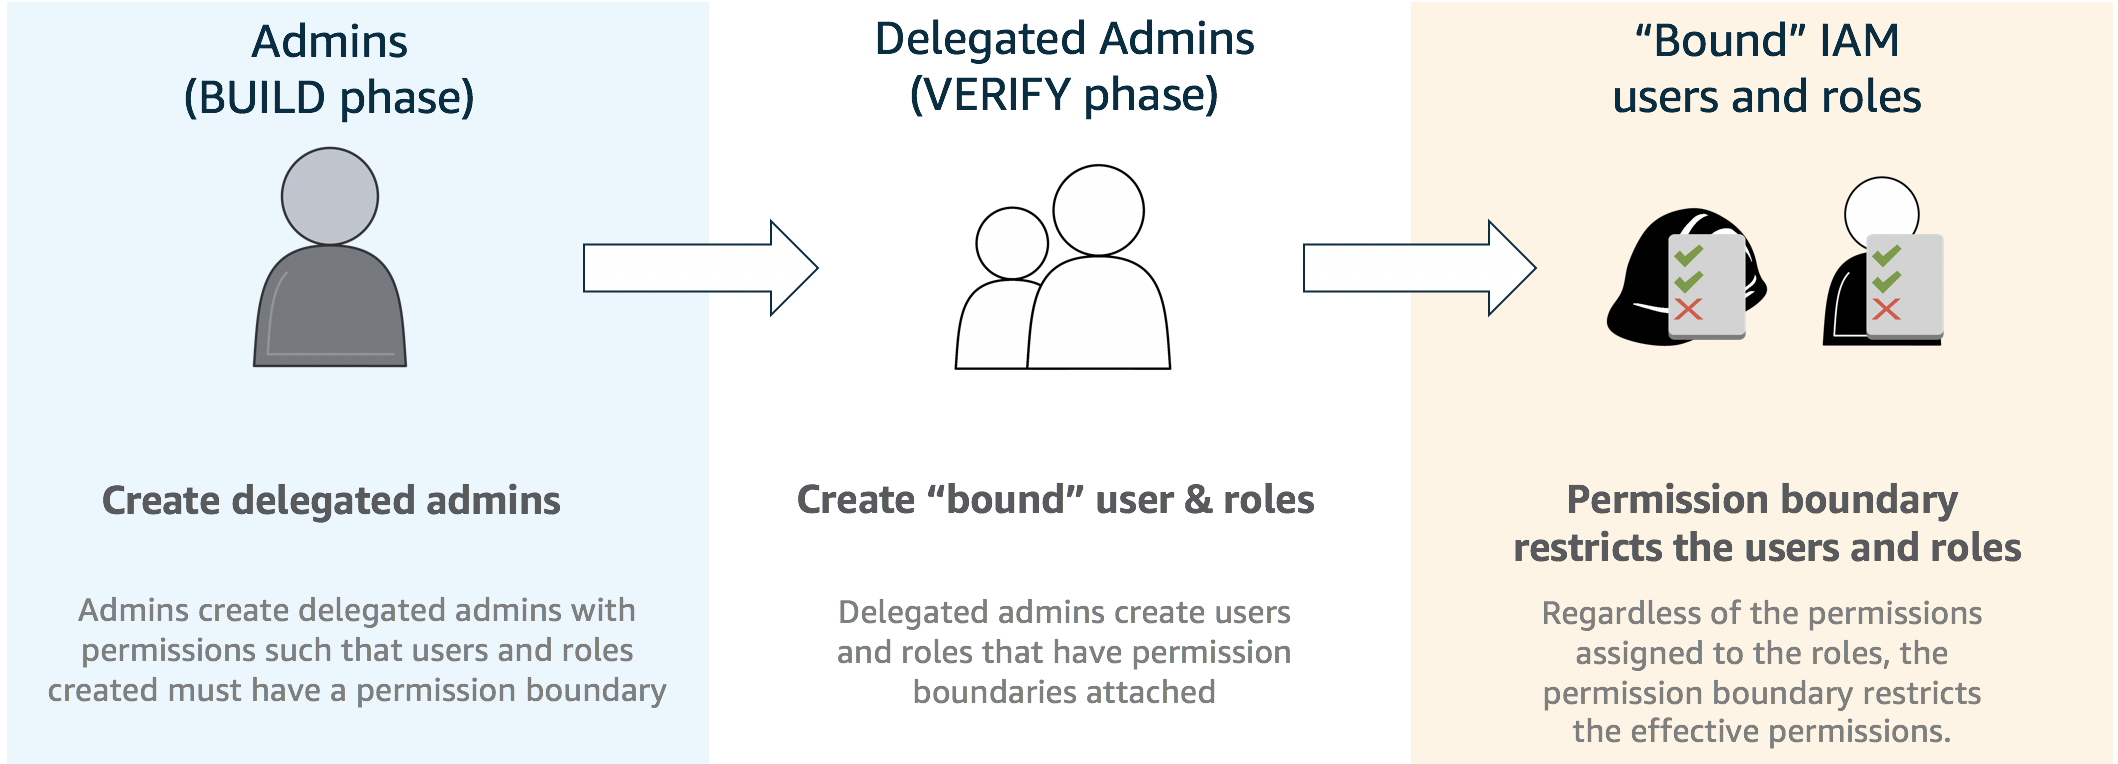 Admins
(BUILD phase)
Create delegated admins
Admins create delegated admins with
permissions such that users and roles
created must have a permission boundary
Delegated Admins
(VERIFY phase)
Create “bound” user & roles
Delegated admins create users
and roles that have permission
boundaries attached
“Bound” IAM
users and roles
Permission boundary
restricts the users and roles
Regardless of the permissions
assigned to the roles, the
permission boundary restricts
the effective permissions.